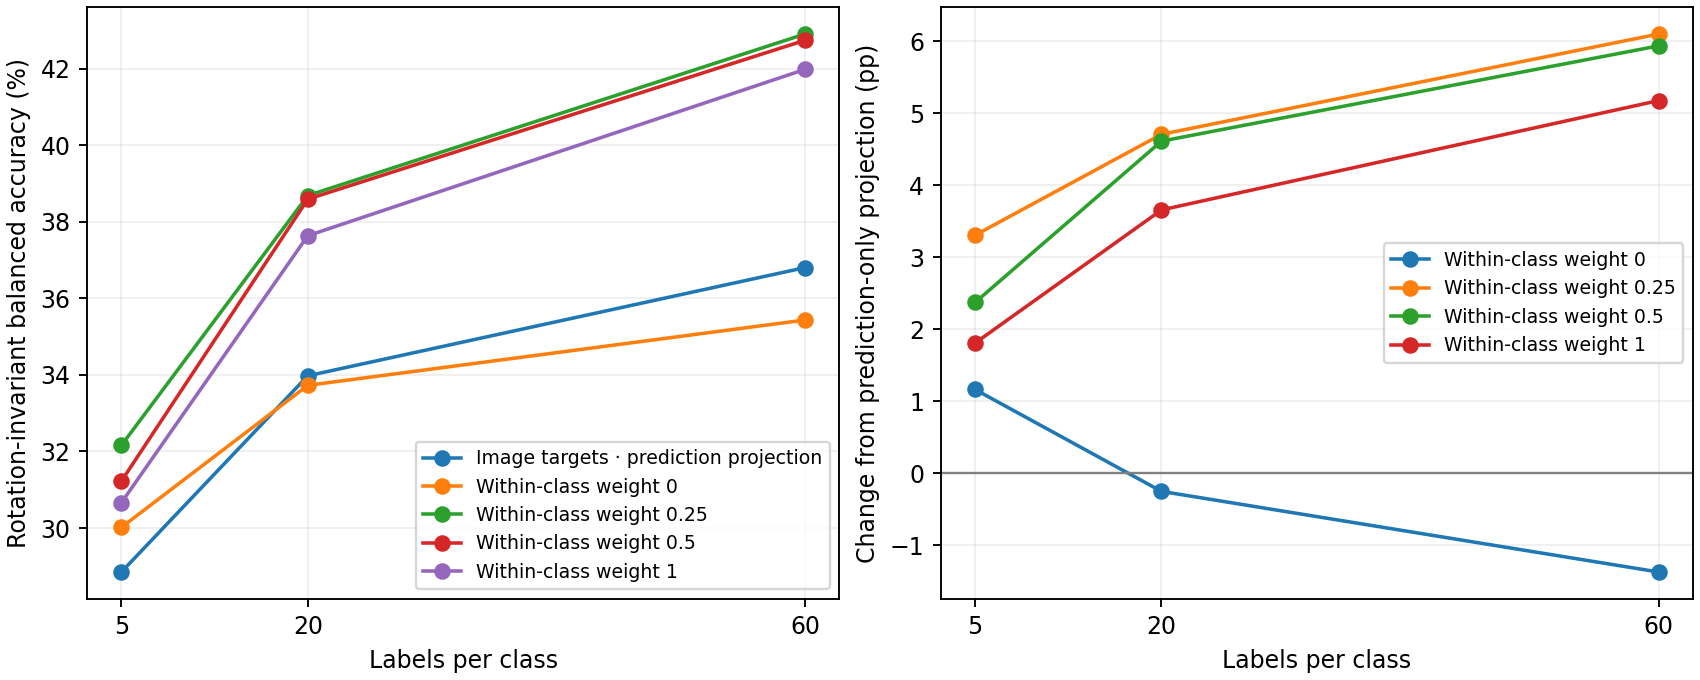 Rotation-invariant balanced accuracy (%)
42
40
38
36
34
32
30
Image targets · prediction projection
Within-class weight 0
Within-class weight 0.25
Within-class weight 0.5
Within-class weight 1
5
20
60
Labels per class
Change from prediction-only projection (pp)
6
5
4
3
2
1
0
−1
Within-class weight 0
Within-class weight 0.25
Within-class weight 0.5
Within-class weight 1
5
20
60
Labels per class